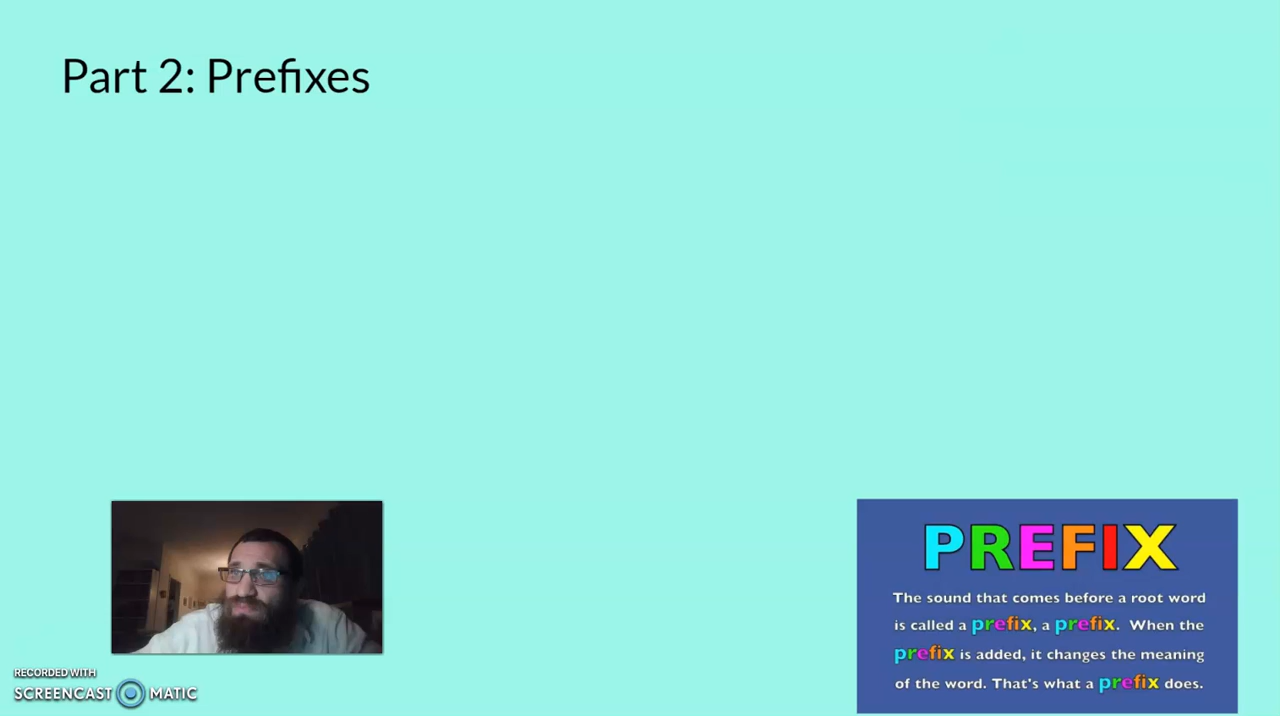 Part 2: Prefixes
PREFIX
The sound that comes before a root word
is called a prefix, a prefix. When the
prefix is added, it changes the meaning
of the word. That's what a prefix does.
RECORDED WITH
SCREENCAST MATIC